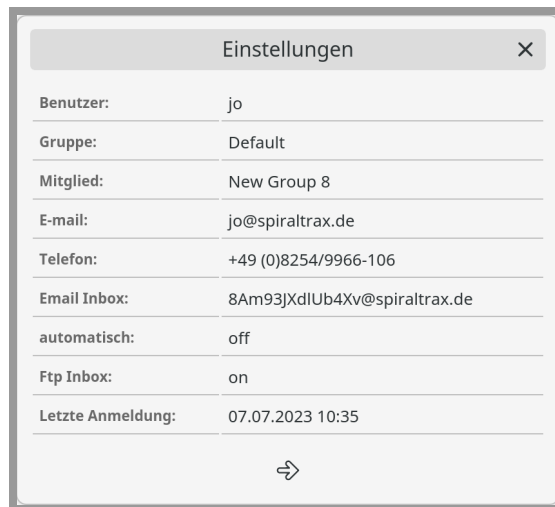 Einstellungen
Benutzer: jo
Gruppe: Default
Mitglied: New Group 8
E-mail: jo@spiraltrax.de
Telefon: +49 (0)8254/9966-106
Email Inbox: 8Am93JXdlUb4Xv@spiraltrax.de
automatisch: off
Ftp Inbox: on
Letzte Anmeldung: 07.07.2023 10:35